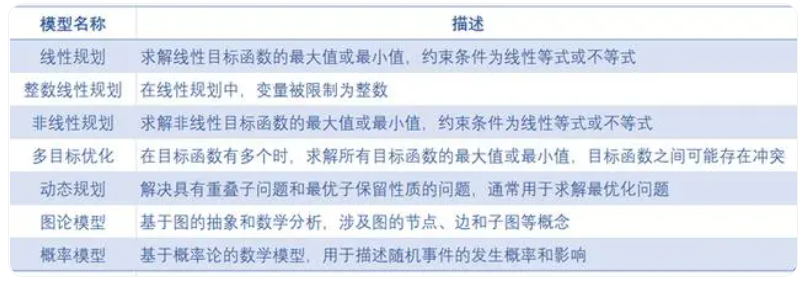 模型名称 描述
线性规划 求解线性目标函数的最大值或最小值，约束条件为线性等式或不等式
整数线性规划 在线性规划中，变量被限制为整数
非线性规划 求解非线性目标函数的最大值或最小值，约束条件为线性等式或不等式
多目标优化 在目标函数有多个时，求解所有目标函数的最大值或最小值，目标函数之间可能存在冲突
动态规划 解决具有重叠子问题和最优子保留性质的问题，通常用于求解最优化问题
图论模型 基于图的抽象和数学分析，涉及图的节点、边和子图等概念
概率模型 基于概率论的数学模型，用于描述随机事件的发生概率和影响